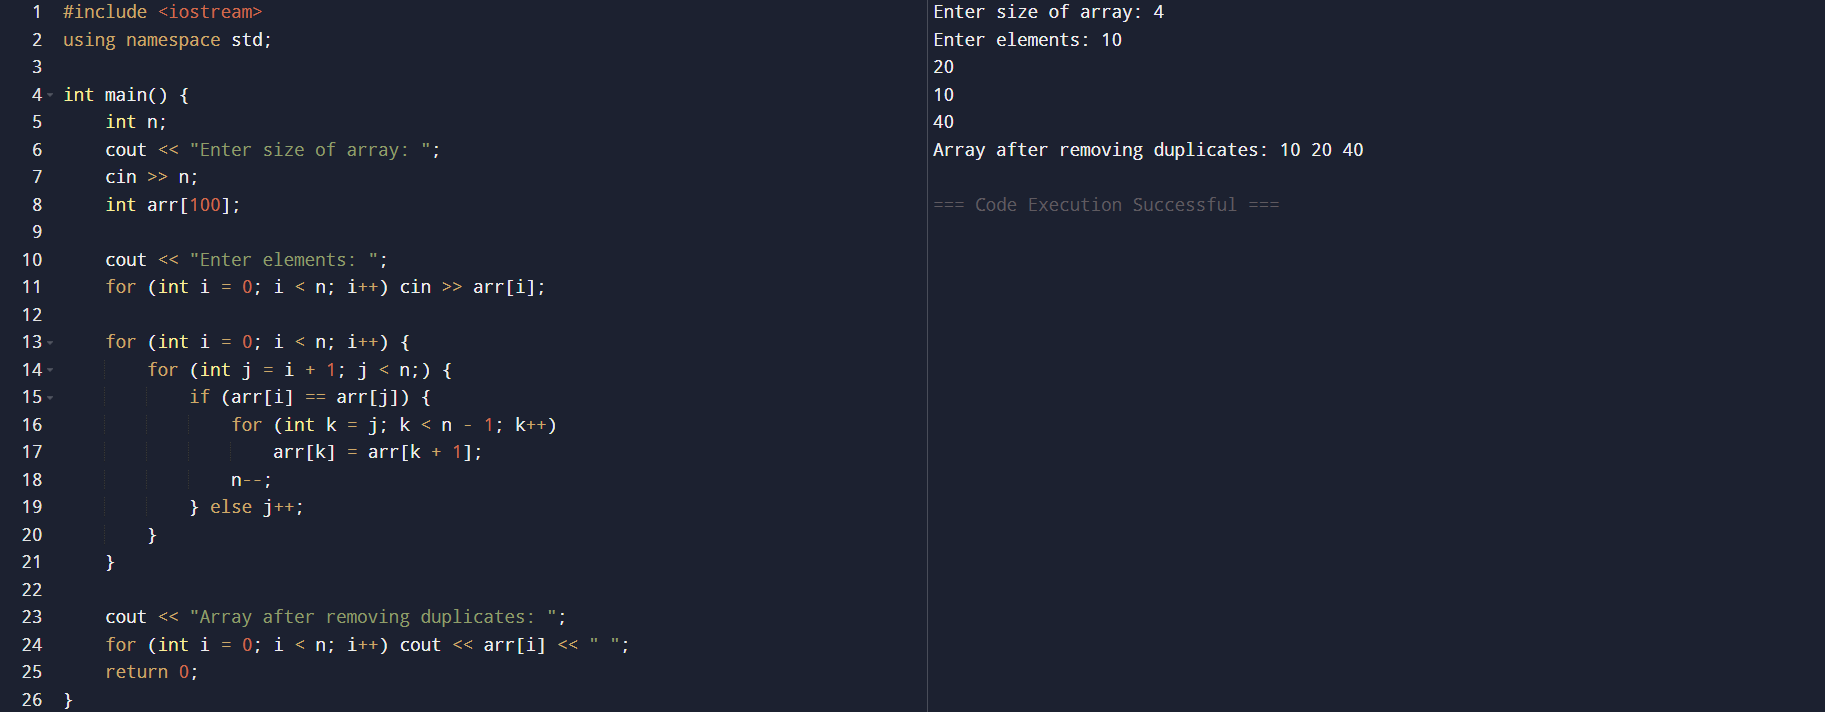 1 #include <iostream>
2 using namespace std;
3
4 int main() {
5     int n;
6     cout << "Enter size of array: ";
7     cin >> n;
8     int arr[100];
9
10     cout << "Enter elements: ";
11     for (int i = 0; i < n; i++) cin >> arr[i];
12
13     for (int i = 0; i < n; i++) {
14         for (int j = i + 1; j < n;) {
15             if (arr[i] == arr[j]) {
16                 for (int k = j; k < n - 1; k++)
17                     arr[k] = arr[k + 1];
18                 n--;
19             } else j++;
20         }
21     }
22
23     cout << "Array after removing duplicates: ";
24     for (int i = 0; i < n; i++) cout << arr[i] << " ";
25     return 0;
26 }
Enter size of array: 4
Enter elements: 10
20
10
40
Array after removing duplicates: 10 20 40
=== Code Execution Successful ===